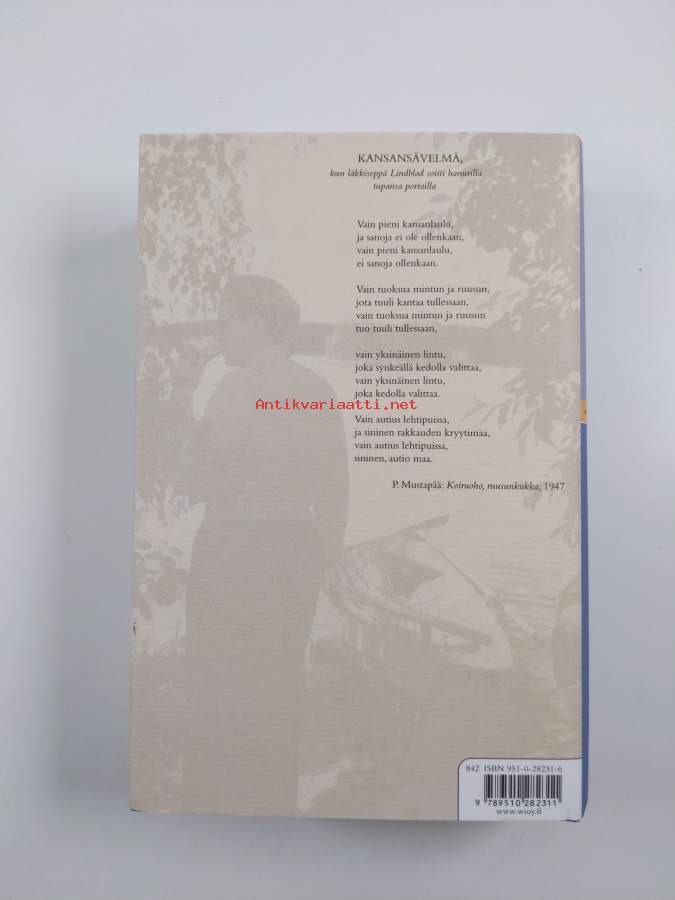 KANSANSÄVELMÄ,
kun läkkiseppä Lindblad soitti hanurilla
tupansa portailla
Vain pieni kansanlaulu,
ja sanoja ei ole ollenkaan,
vain pieni kansanlaulu,
ei sanoja ollenkaan.
Vain tuoksua mintun ja ruusun,
jota tuuli kantaa tullessaan,
vain tuoksua mintun ja ruusun
tuo tuuli tullessaan,
vain yksinäinen lintu,
joka synkeällä kedolla valittaa,
vain yksinäinen lintu,
joka kedolla valittaa.
Antikvariaatti.net
Vain autius lehtipuissa,
ja sininen rakkauden kryytimaa,
vain autius lehtipuissa,
sininen, autio maa.
P. Mustapää: Koiruoho, ruusunkukka, 1947
842 ISBN 951-0-28231-6
9 789510 282311
www.wsoy.fi